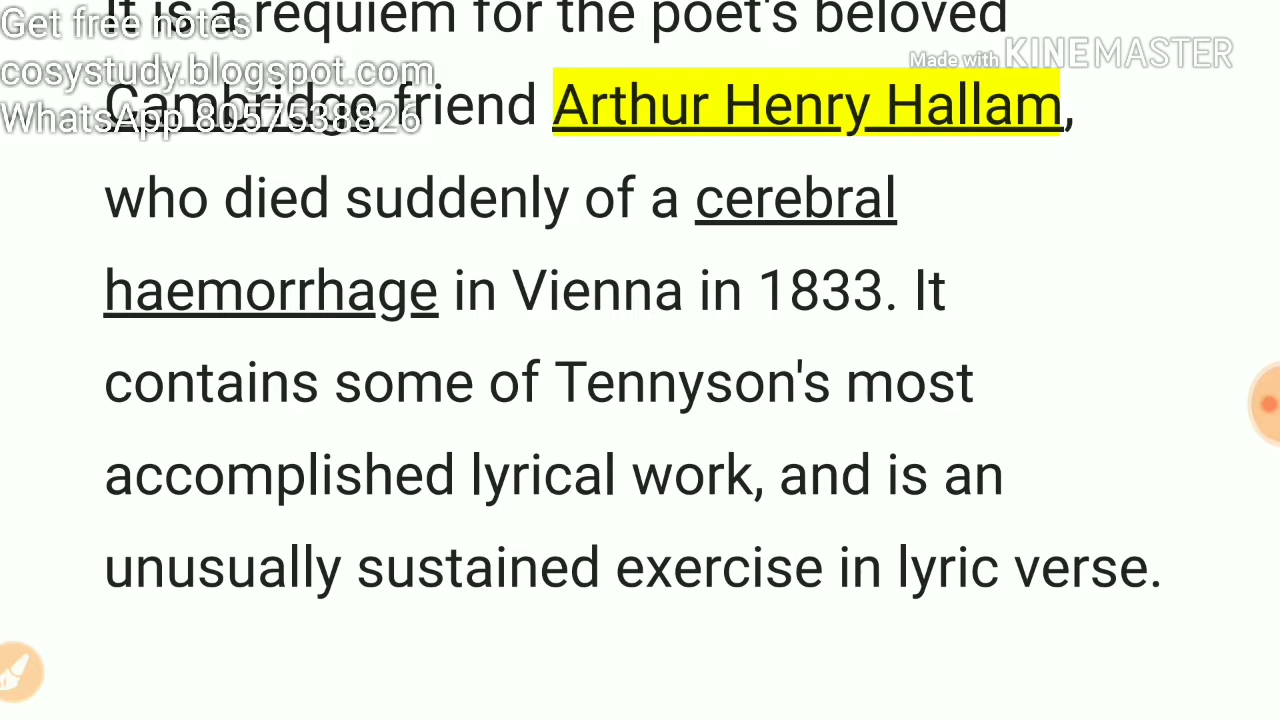 It is a requiem for the poet's beloved
Get free notes
Made with KINEMASTER
cosystudy.blogspot.com
Cambridge friend Arthur Henry Hallam,
WhatsApp 8057538826
who died suddenly of a cerebral
haemorrhage in Vienna in 1833. It
contains some of Tennyson's most
accomplished lyrical work, and is an
unusually sustained exercise in lyric verse.